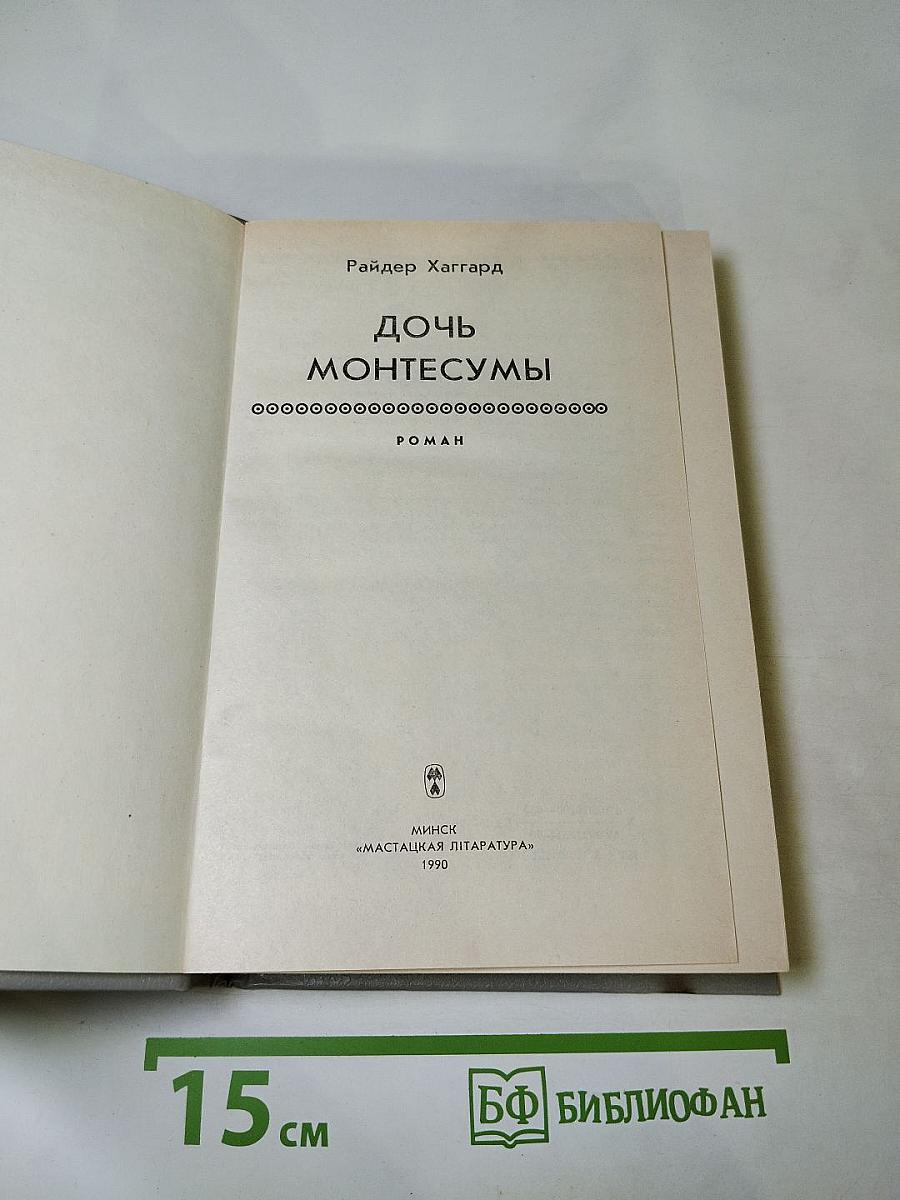 Райдер Хаггард
ДОЧЬ
МОНТЕСУМЫ
РОМАН
МИНСК
«МАСТАЦКАЯ ЛІТАРАТУРА»
1990
15 см
БФ БИБЛИОФАН